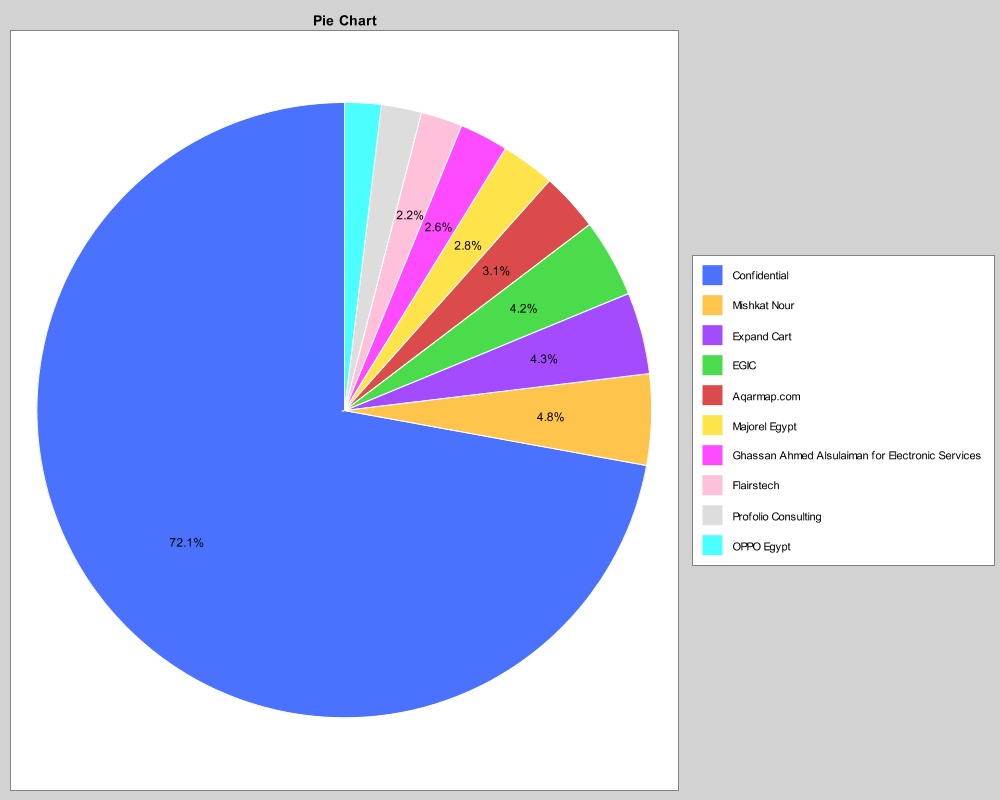 Pie Chart
2.2%
2.6%
2.8%
3.1%
4.2%
4.3%
4.8%
72.1%
Confidential
Mishkat Nour
Expand Cart
EGIC
Aqarmap.com
Majorel Egypt
Ghassan Ahmed Alsulaiman for Electronic Services
Flairstech
Profolio Consulting
OPPO Egypt